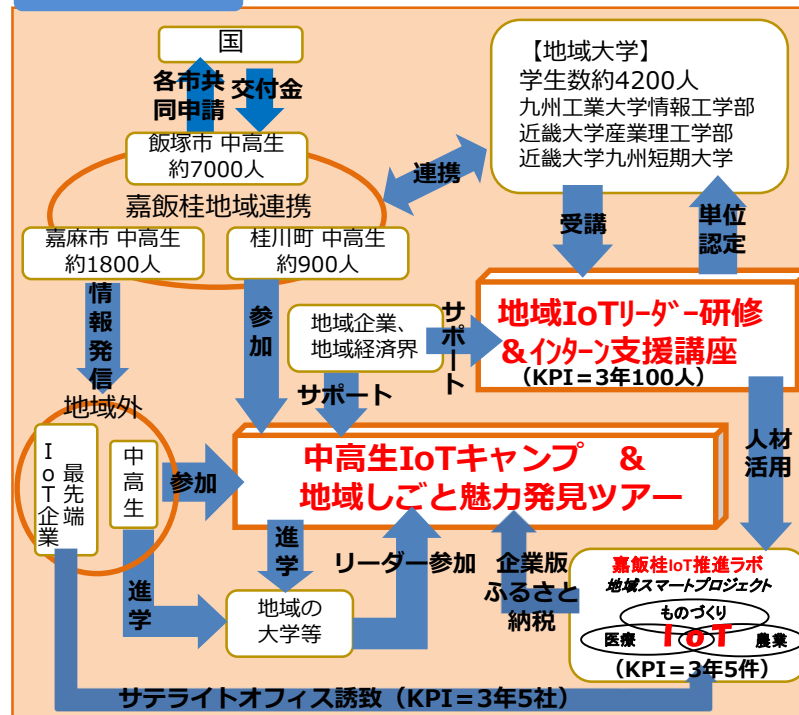 国
各市共
同申請
交付金
飯塚市 中高生
約7000人
嘉飯桂地域連携
嘉麻市 中高生
約1800人
桂川町 中高生
約900人
連携
【地域大学】
学生数約4200人
九州工業大学情報工学部
近畿大学産業理工学部
近畿大学九州短期大学
受講
単位
認定
情報発信
参加
地域企業、
地域経済界
サポート
サポート
地域IoTﾘｰﾀﾞｰ研修
&ｲﾝﾀｰﾝ支援講座
（KPI＝3年100人）
地域外
最先端
IoT企業
中高生
参加
中高生IoTキャンプ　&
地域しごと魅力発見ツアー
人材
活用
進学
進学
リーダー参加
企業版
ふるさと
納税
地域の
大学等
嘉飯桂IoT推進ラボ
地域スマートプロジェクト
ものづくり
医療
IoT
農業
（KPI＝3年5件）
サテライトオフィス誘致（KPI＝3年5社）